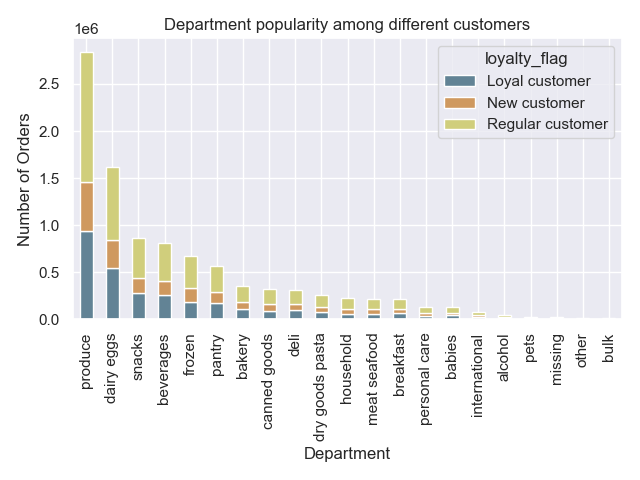 Department popularity among different customers
1e6
loyalty_flag
Loyal customer
New customer
Regular customer
Number of Orders
2.5
2.0
1.5
1.0
0.5
0.0
produce
dairy eggs
snacks
beverages
frozen
pantry
bakery
canned goods
deli
dry goods pasta
household
meat seafood
breakfast
personal care
babies
international
alcohol
pets
missing
other
bulk
Department